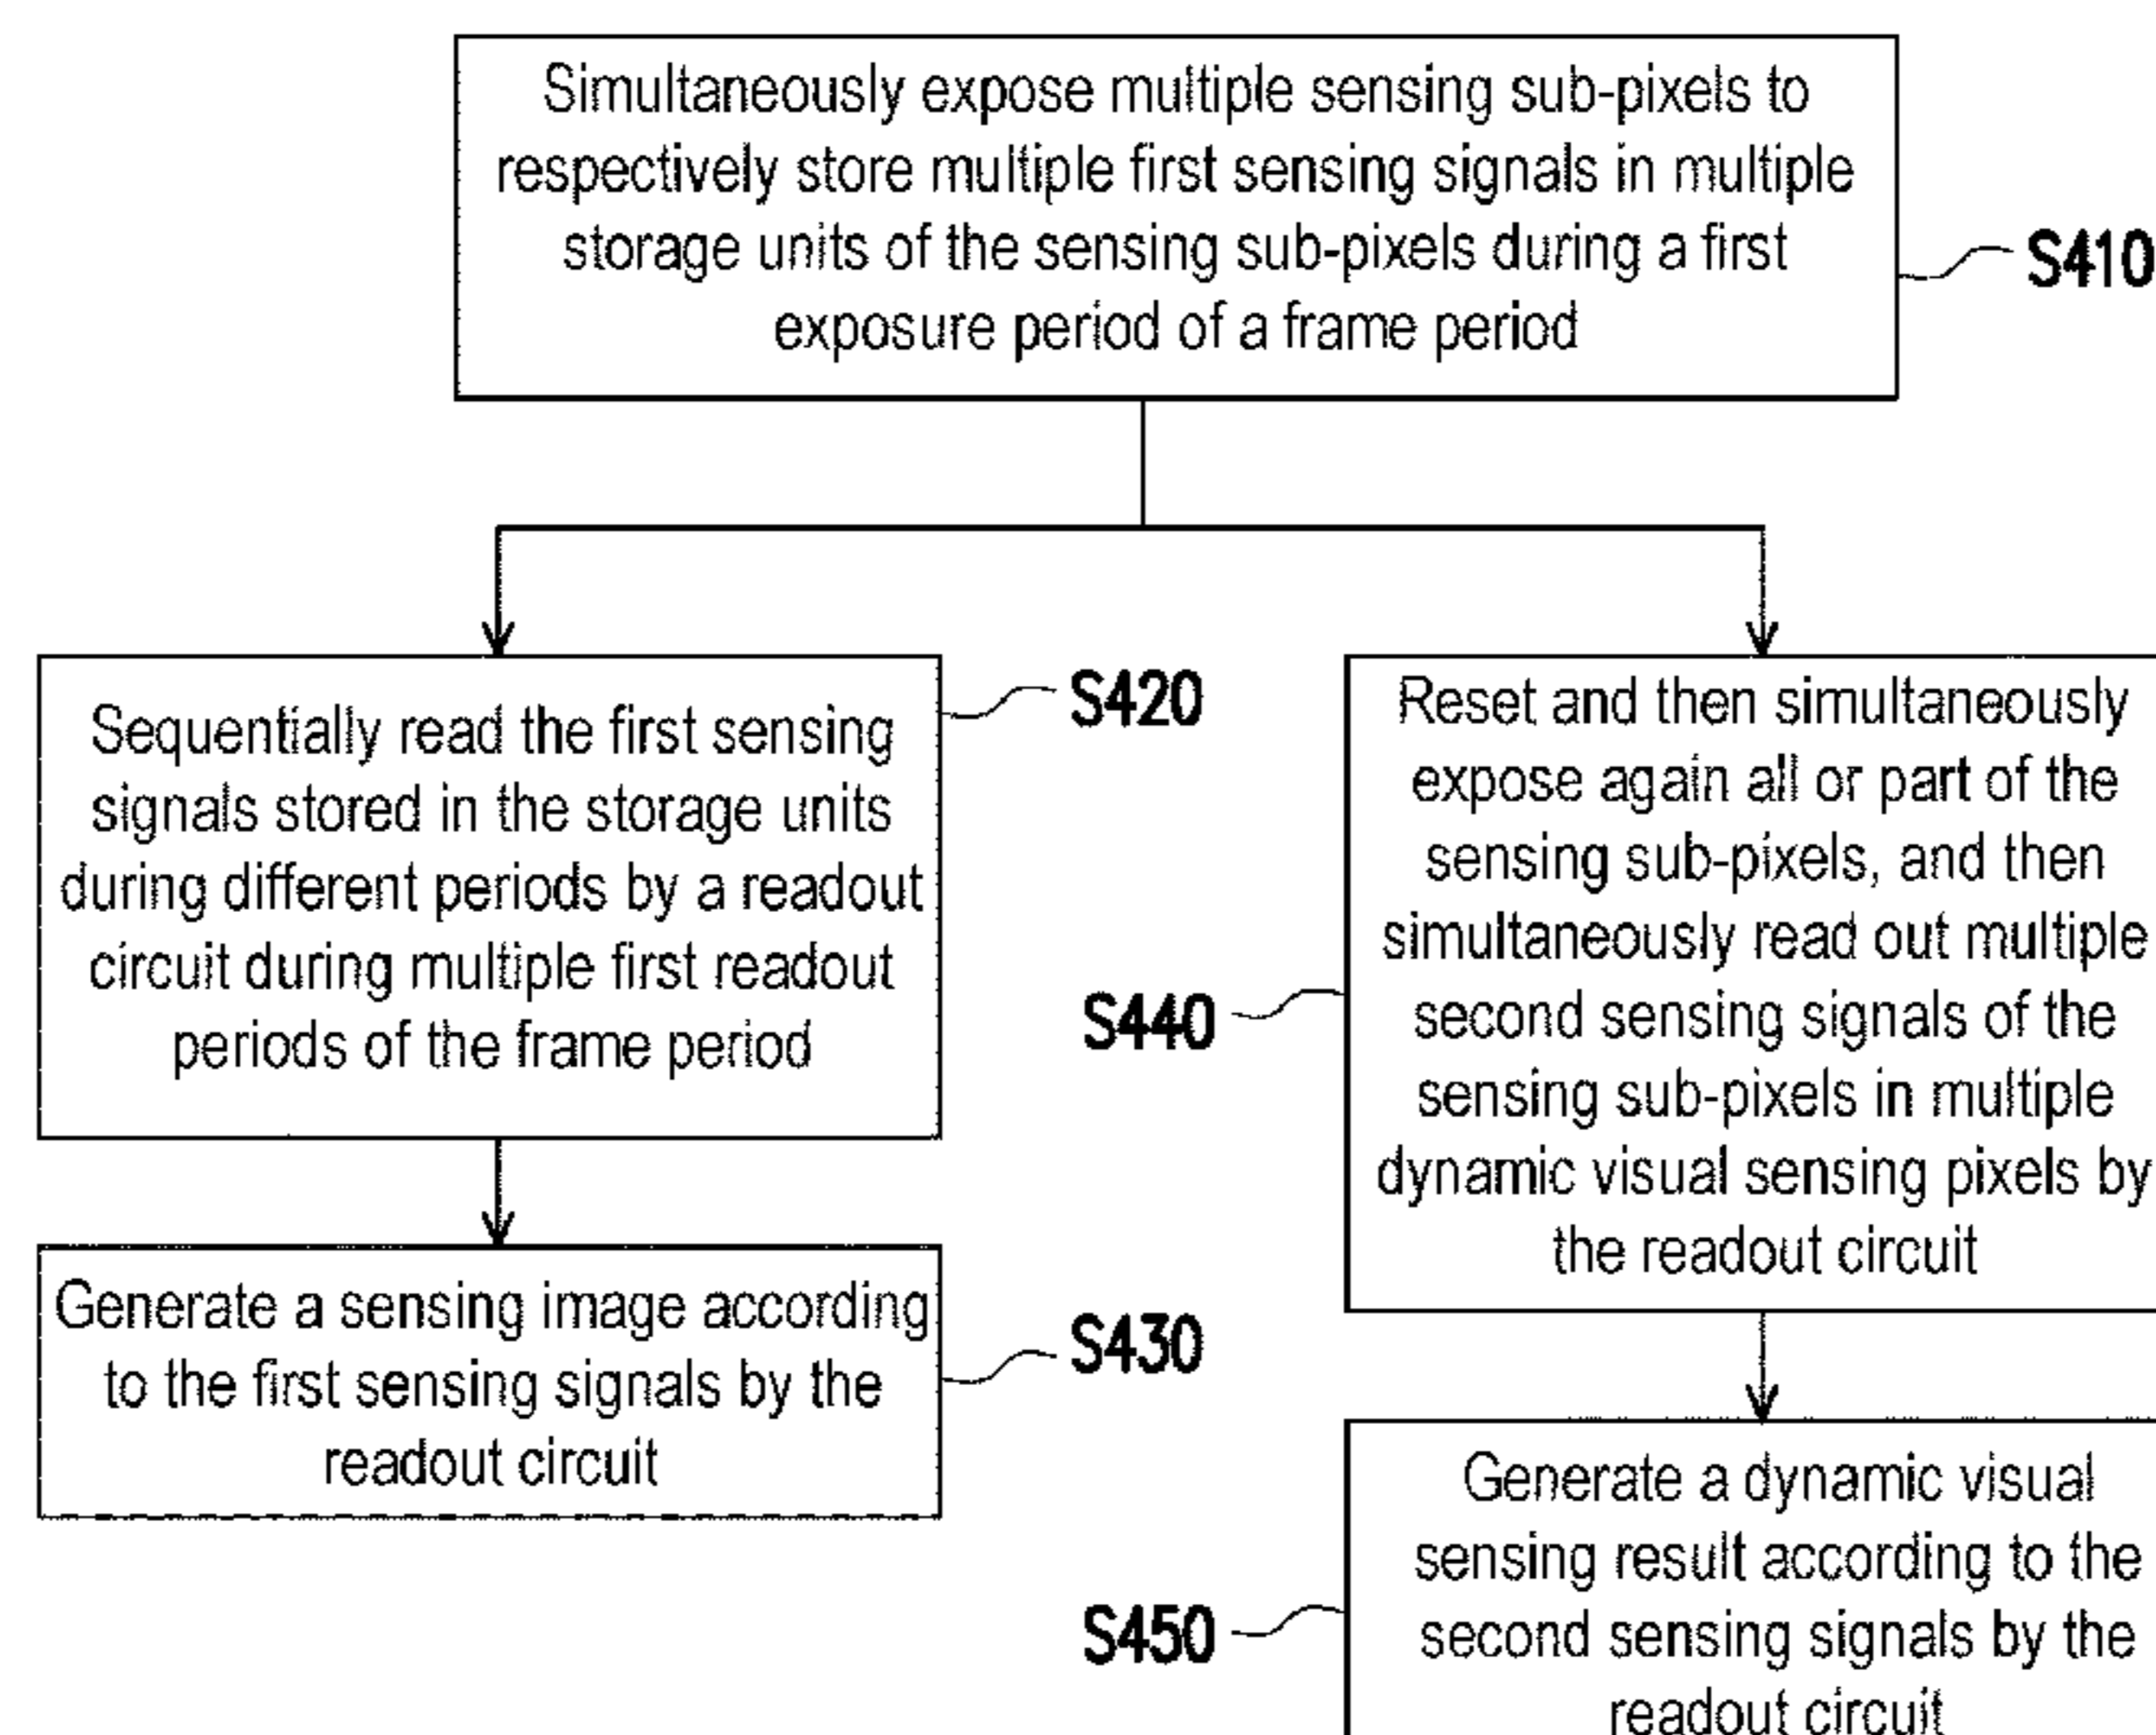 Simultaneously expose multiple sensing sub-pixels to
respectively store multiple first sensing signals in multiple
storage units of the sensing sub-pixels during a first
exposure period of a frame period
S410
Sequentially read the first sensing
signals stored in the storage units
during different periods by a readout
circuit during multiple first readout
periods of the frame period
S420
Generate a sensing image according
to the first sensing signals by the
readout circuit
S430
Reset and then simultaneously
expose again all or part of the
sensing sub-pixels, and then
simultaneously read out multiple
second sensing signals of the
sensing sub-pixels in multiple
dynamic visual sensing pixels by
the readout circuit
S440
Generate a dynamic visual
sensing result according to the
second sensing signals by the
readout circuit
S450